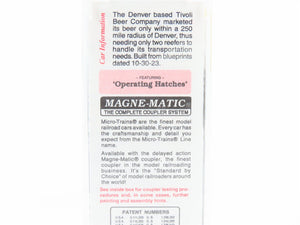 Car Information
The Denver based Tivoli
Beer Company marketed
its beer only within a 250
mile radius of Denver, thus
needing only two reefers to
handle its transportation
needs. Built from blueprints
dated 10-30-23.
- FEATURING -
"Operating Hatches"
MAGNE-MATIC
THE COMPLETE COUPLER SYSTEM
Micro-Trains® are the finest model
railroad cars available. Every car has
the craftsmanship and detail you
expect from the Micro-Trains® Line
name.
Available with the delayed action
Magne-Matic® coupler, the finest
coupler in the model railroading
business. It's the "Standard by
Choice" of model railroaders around
the world!
See inside box for coupler testing pro-
cedures and, in some cases, further
painting and assembly hints.
PATENT NUMBERS